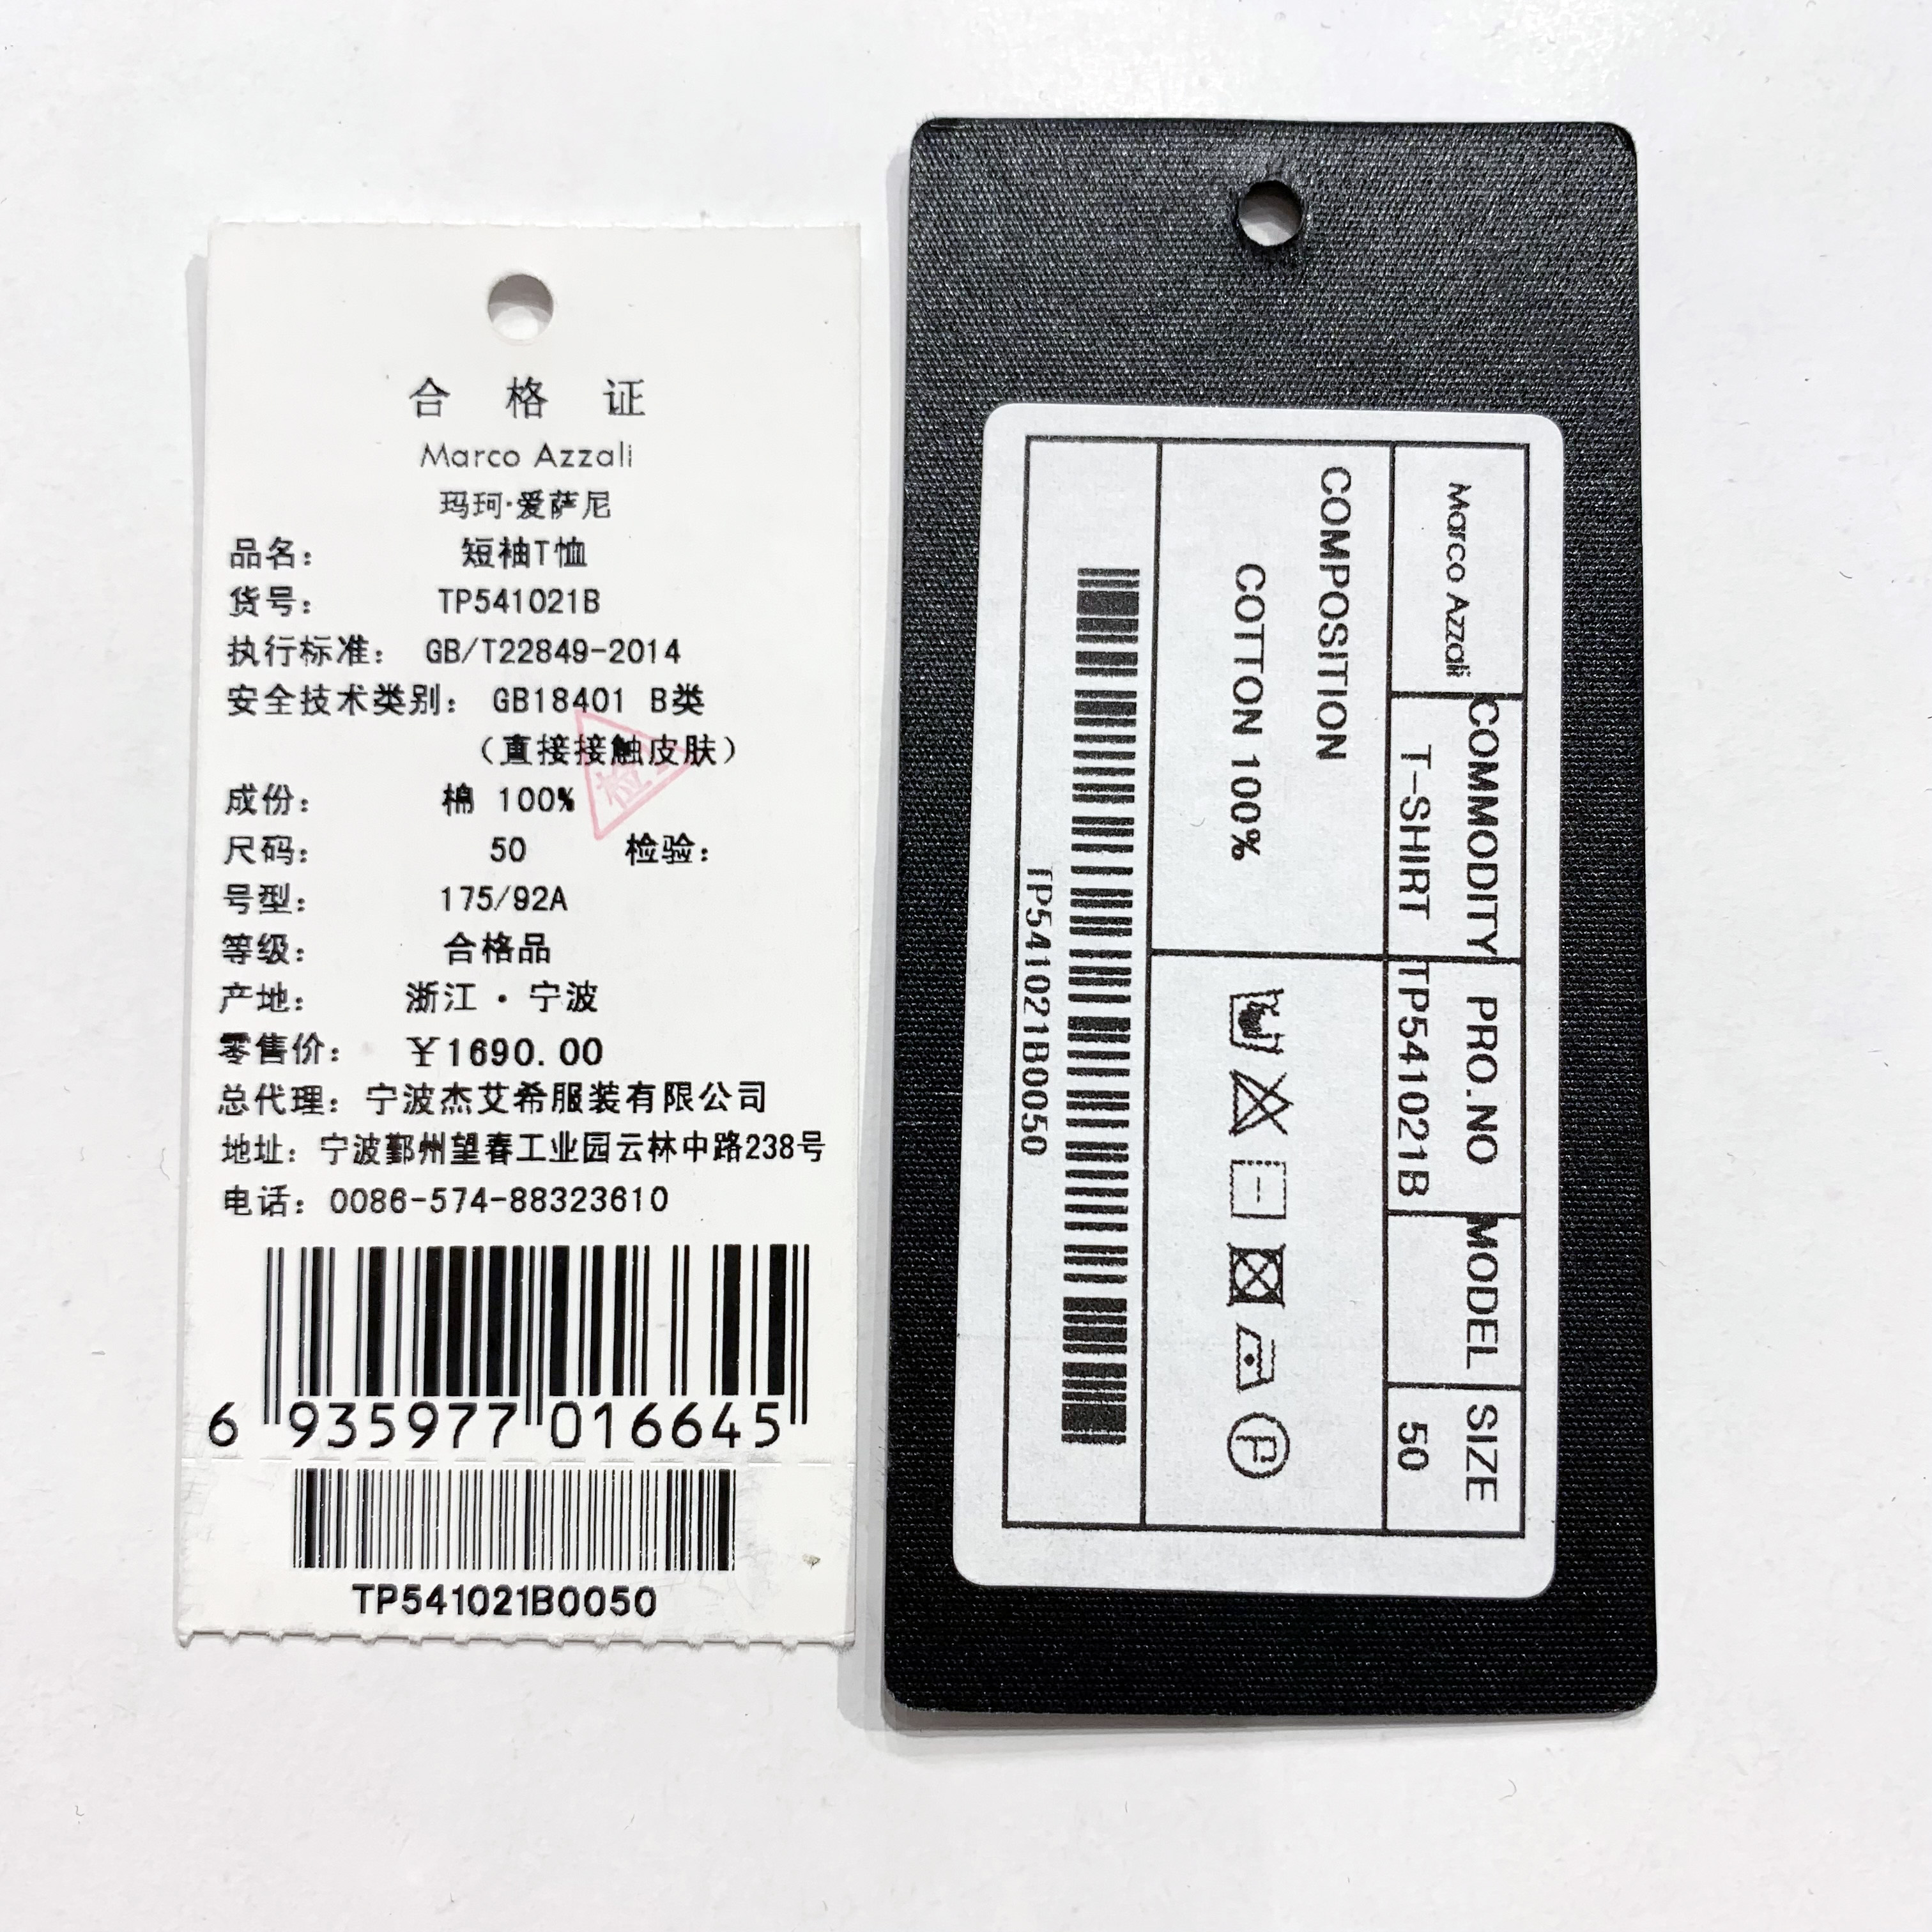 合 格 证
Marco Azzali
玛珂·爱萨尼
品名: 短袖T恤
货号: TP541021B
执行标准: GB/T22849-2014
安全技术类别: GB18401 B类
(直接接触皮肤)
成份: 棉 100%
尺码: 50 检验:
号型: 175/92A
等级: 合格品
产地: 浙江·宁波
零售价: ¥1690.00
总代理: 宁波杰艾希服装有限公司
地址: 宁波鄞州望春工业园云林中路238号
电话: 0086-574-88323610
6 935977 016645
TP541021B0050
检
Marco Azzali
COMMODITY PRO.NO MODEL SIZE
T-SHIRT TP541021B 50
COMPOSITION
COTTON 100%
P
TP541021B0050